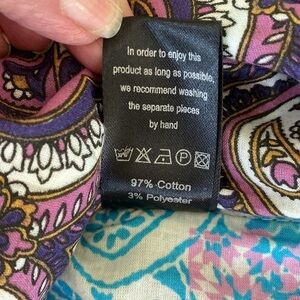 In order to enjoy this
product as long as possible,
we recommend washing
the separate pieces
by hand
P
97% Cotton
3% Polyester